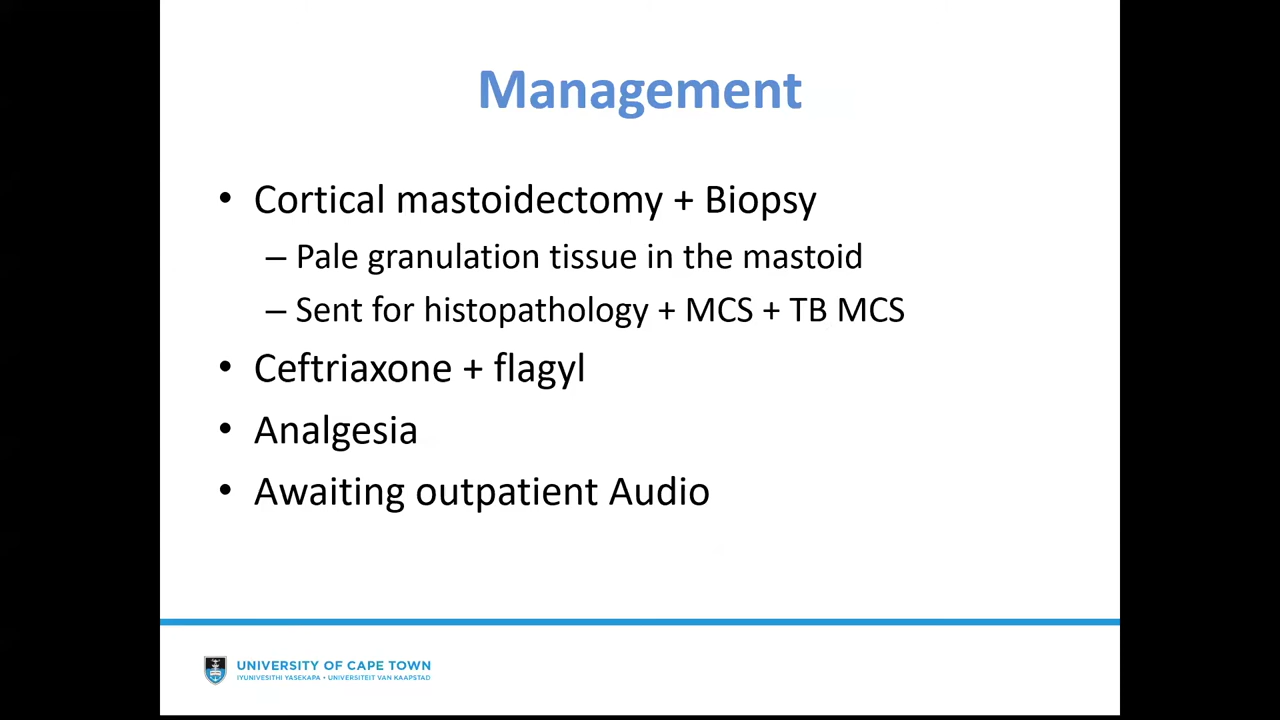 Management
• Cortical mastoidectomy + Biopsy
– Pale granulation tissue in the mastoid
– Sent for histopathology + MCS + TB MCS
• Ceftriaxone + flagyl
• Analgesia
• Awaiting outpatient Audio
UNIVERSITY OF CAPE TOWN
IYUNIVESITHI YASEKAPA • UNIVERSITEIT VAN KAAPSTAD